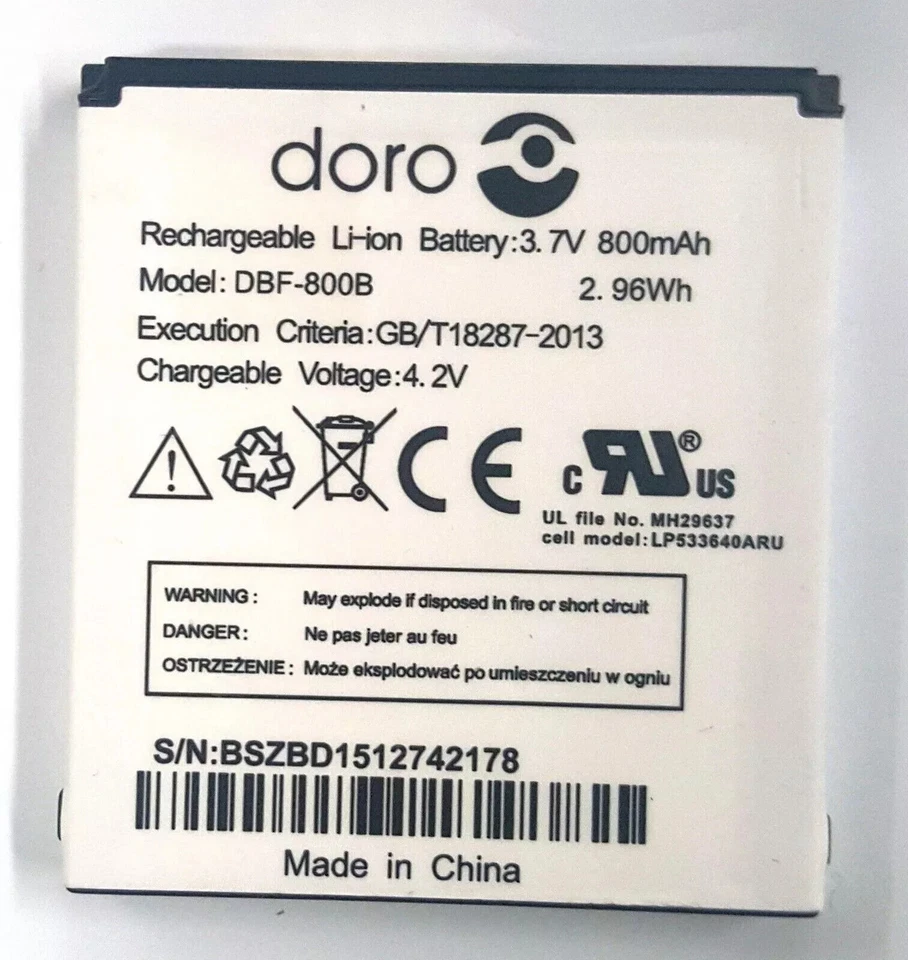 doro
Rechargeable Li-ion Battery:3.7V 800mAh
Model: DBF-800B 2.96Wh
Execution Criteria:GB/T18287-2013
Chargeable Voltage:4.2V
CE c RU® US
UL file No. MH29637
cell model:LP533640ARU
WARNING: May explode if disposed in fire or short circuit
DANGER: Ne pas jeter au feu
OSTRZEŻENIE: Może eksplodować po umieszczeniu w ogniu
S/N:BSZBD1512742178
Made in China